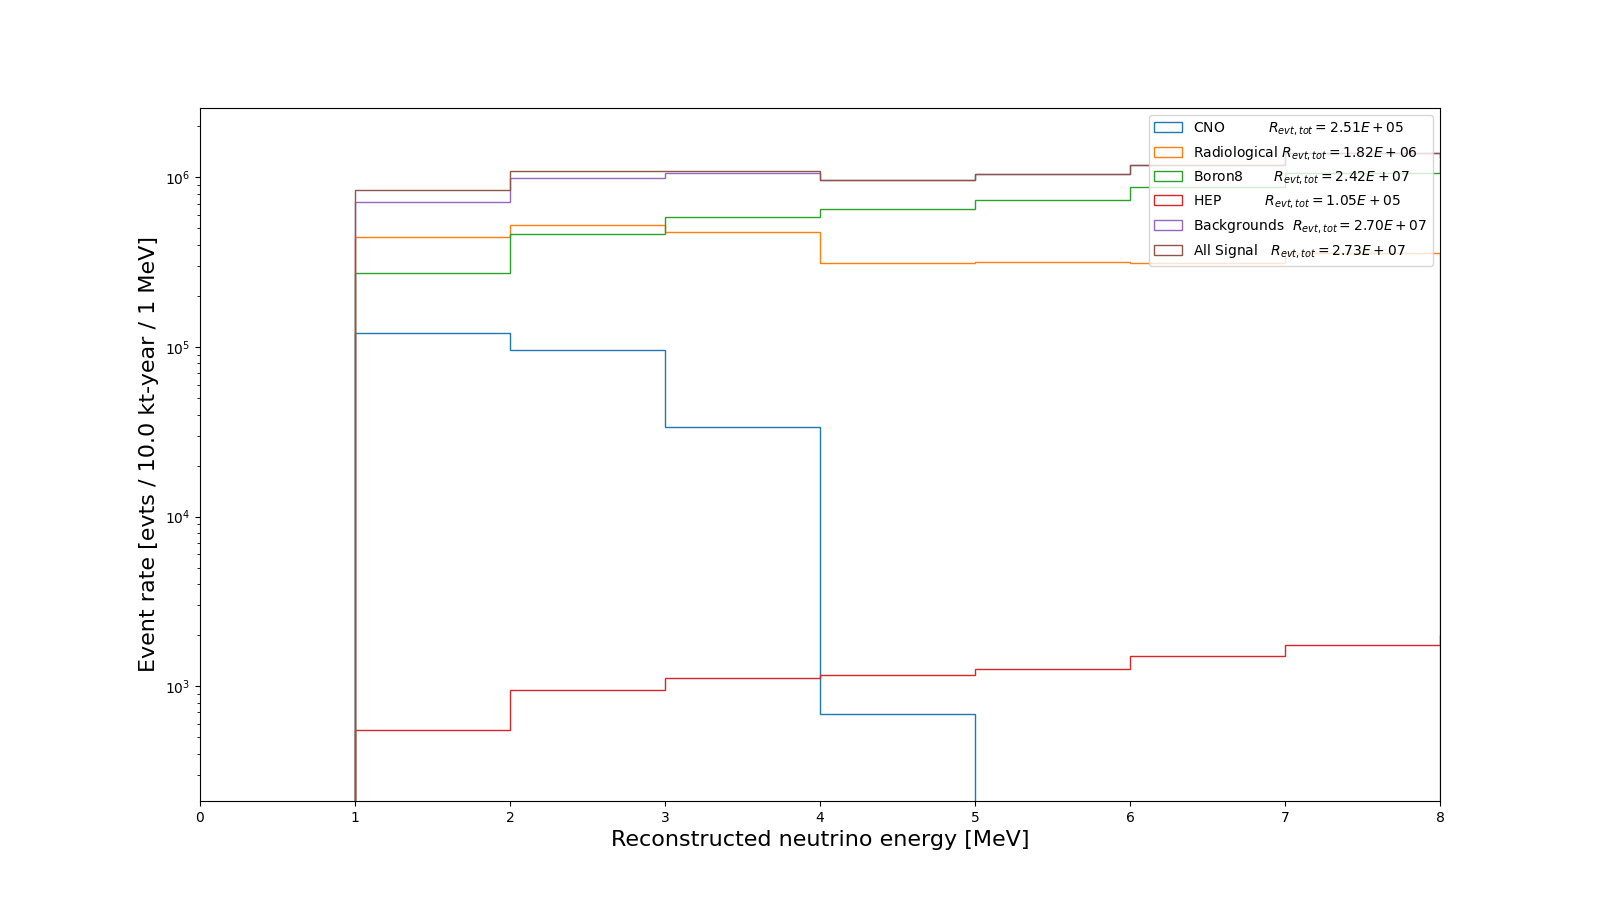 CNO R_{evt, tot} = 2.51E + 05
Radiological R_{evt, tot} = 1.82E + 06
Boron8 R_{evt, tot} = 2.42E + 07
HEP R_{evt, tot} = 1.05E + 05
Backgrounds R_{evt, tot} = 2.70E + 07
All Signal R_{evt, tot} = 2.73E + 07
10^6
10^5
10^4
10^3
Event rate [evts / 10.0 kt-year / 1 MeV]
0 1 2 3 4 5 6 7 8
Reconstructed neutrino energy [MeV]